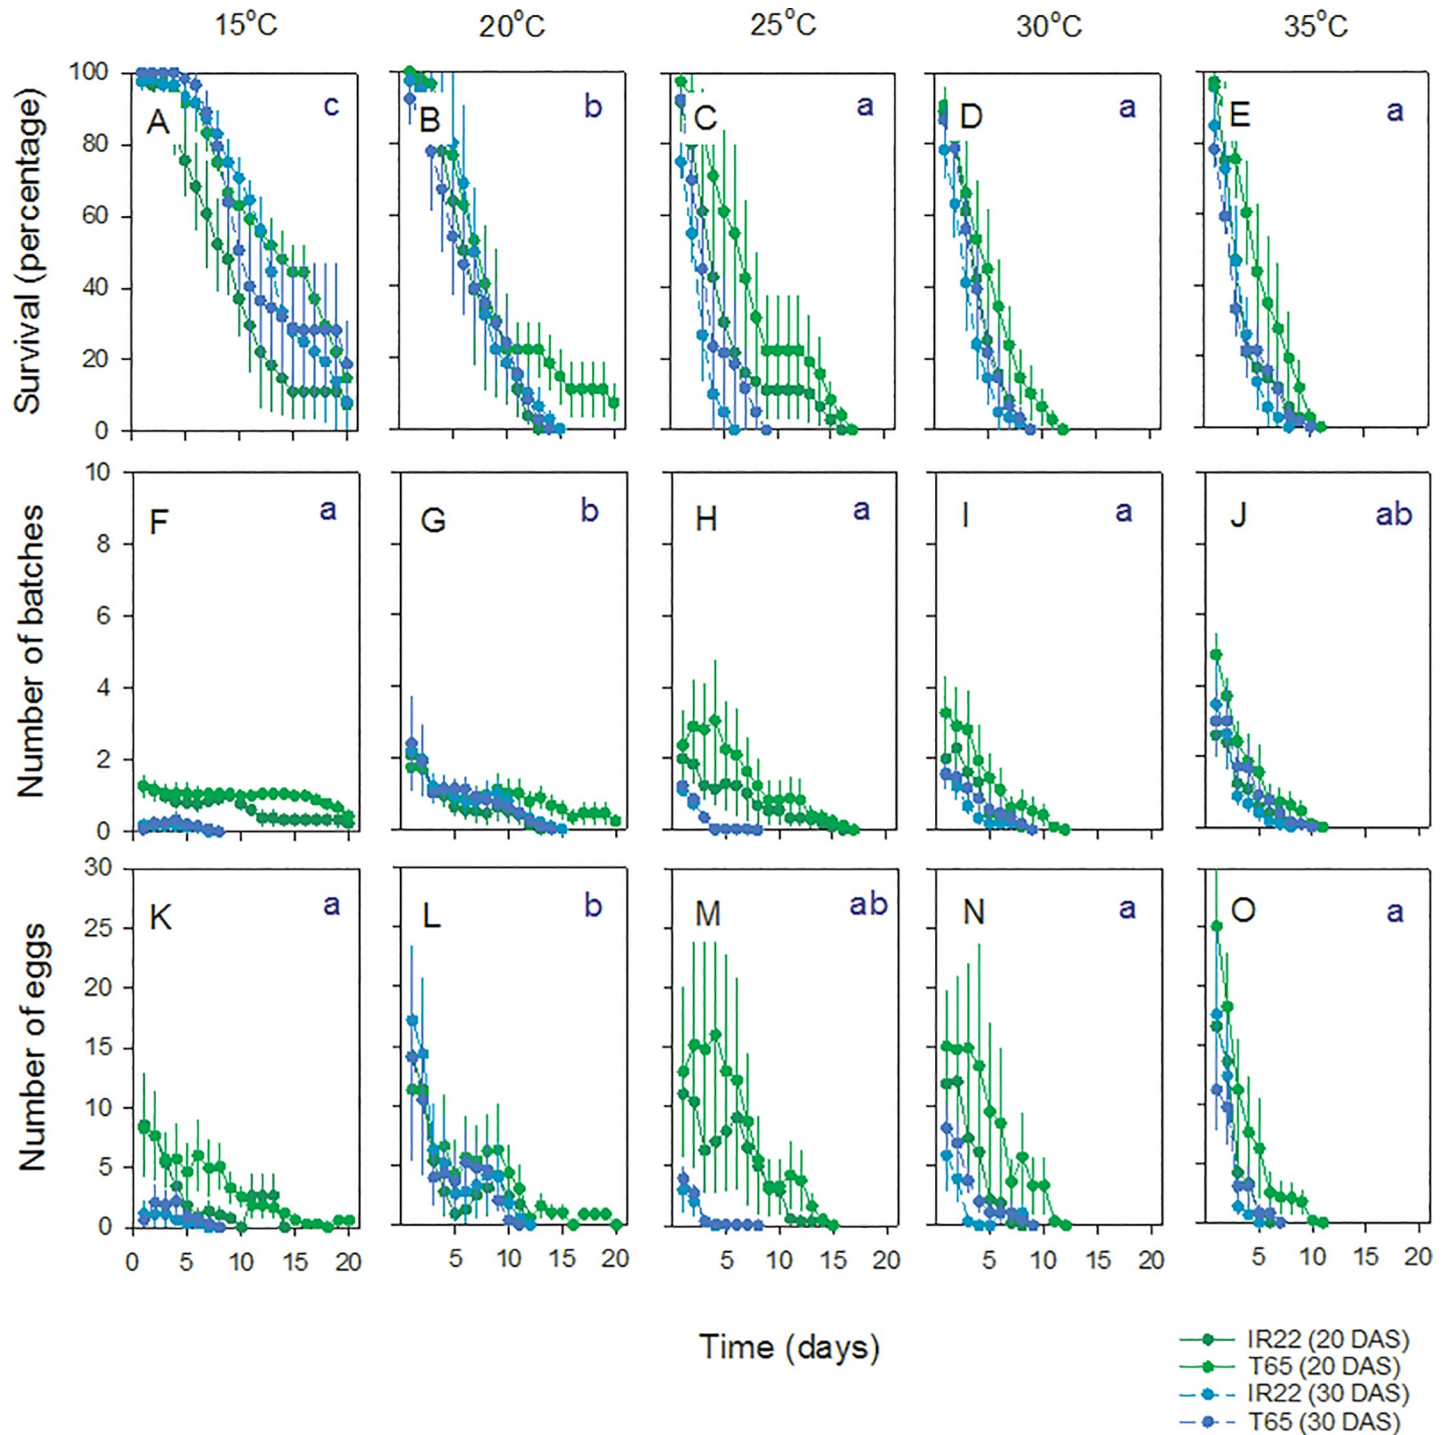 15°C 20°C 25°C 30°C 35°C
Survival (percentage)
100
80
60
40
20
0
A c
B b
C a
D a
E a
Number of batches
10
8
6
4
2
0
F a
G b
H a
I a
J ab
Number of eggs
30
25
20
15
10
5
0
K a
L b
M ab
N a
O a
0 5 10 15 20 5 10 15 20 5 10 15 20 5 10 15 20 5 10 15 20
Time (days)
IR22 (20 DAS)
T65 (20 DAS)
IR22 (30 DAS)
T65 (30 DAS)